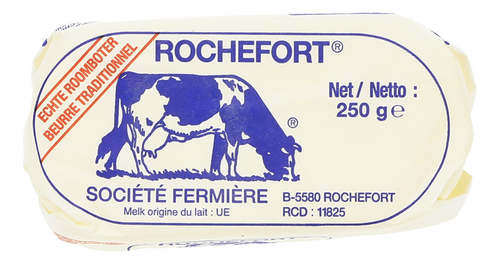 ROCHEFORT®
ECHTE ROOMBOTER
BEURRE TRADITIONNEL
Net / Netto :
250 g e
®
SOCIÉTÉ FERMIÈRE
Melk origine du lait : UE
B-5580 ROCHEFORT
RCD : 11825